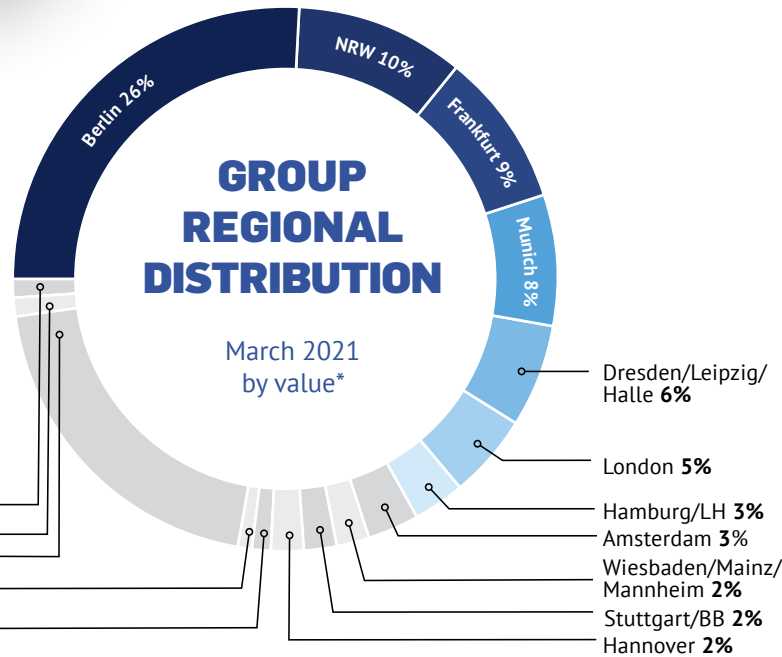 Berlin 26%
NRW 10%
Frankfurt 9%
Munich 8%
GROUP
REGIONAL
DISTRIBUTION
March 2021
by value*
Dresden/Leipzig/
Halle 6%
London 5%
Hamburg/LH 3%
Amsterdam 3%
Wiesbaden/Mainz/
Mannheim 2%
Stuttgart/BB 2%
Hannover 2%